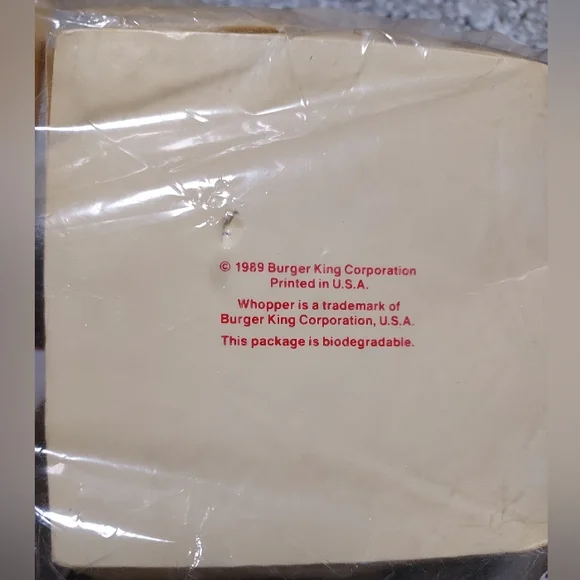 © 1989 Burger King Corporation
Printed in U.S.A.
Whopper is a trademark of
Burger King Corporation, U.S.A.
This package is biodegradable.